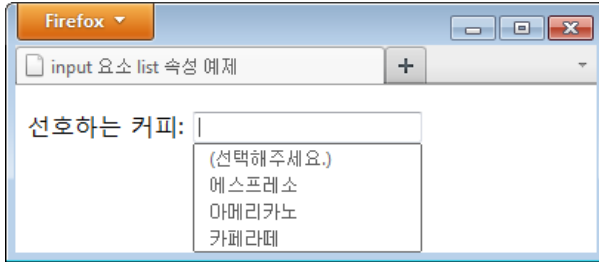 Firefox
input 요소 list 속성 예제
선호하는 커피:
(선택해주세요.)
에스프레소
아메리카노
카페라떼